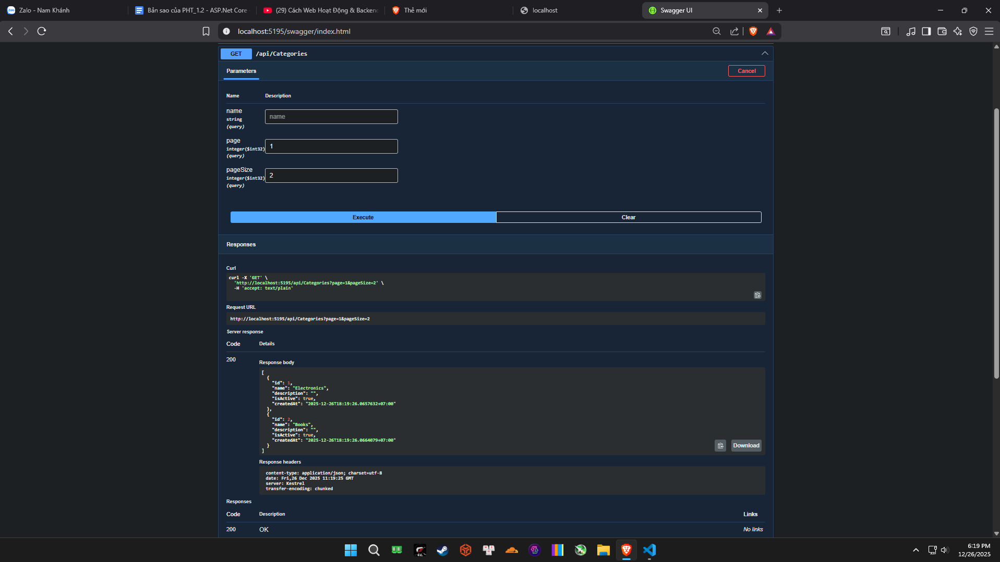 Zalo - Nam Khánh
Bản sao của PHT_1.2 - ASP.Net Core -
(29) Cách Web Hoạt Động & Backen
Thẻ mới
localhost
Swagger UI
localhost:5195/swagger/index.html
GET
/api/Categories
Parameters
Cancel
Name
Description
name
string
(query)
name
page
integer($int32)
(query)
1
pageSize
integer($int32)
(query)
2
Execute
Clear
Responses
Curl
curl -X 'GET' \
'http://localhost:5195/api/Categories?page=1&pageSize=2' \
-H 'accept: text/plain'
Request URL
http://localhost:5195/api/Categories?page=1&pageSize=2
Server response
Code
Details
200
Response body
[
{
"id": 1,
"name": "Electronics",
"description": "",
"isActive": true,
"createdAt": "2025-12-26T18:19:26.0657632+07:00"
},
{
"id": 2,
"name": "Books",
"description": "",
"isActive": true,
"createdAt": "2025-12-26T18:19:26.0664079+07:00"
}
]
Download
Response headers
content-type: application/json; charset=utf-8
date: Fri,26 Dec 2025 11:19:25 GMT
server: Kestrel
transfer-encoding: chunked
Responses
Code
Description
Links
200
OK
No links
6:19 PM
12/26/2025